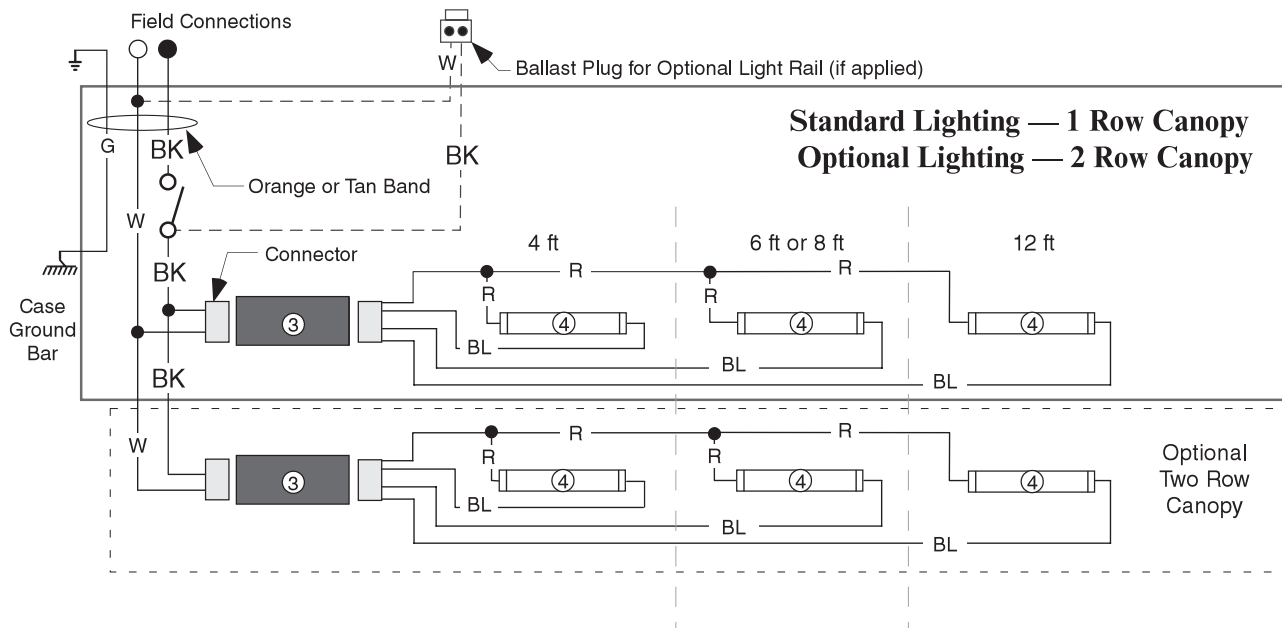 Field Connections
W
Ballast Plug for Optional Light Rail (if applied)
Standard Lighting — 1 Row Canopy
Optional Lighting — 2 Row Canopy
G
BK
BK
Orange or Tan Band
W
4 ft
6 ft or 8 ft
12 ft
Connector
BK
R
R
Case
Ground
Bar
R
R
3
4
4
4
BL
BL
BK
BL
W
R
R
Optional
Two Row
Canopy
R
R
3
4
4
4
BL
BL
BL